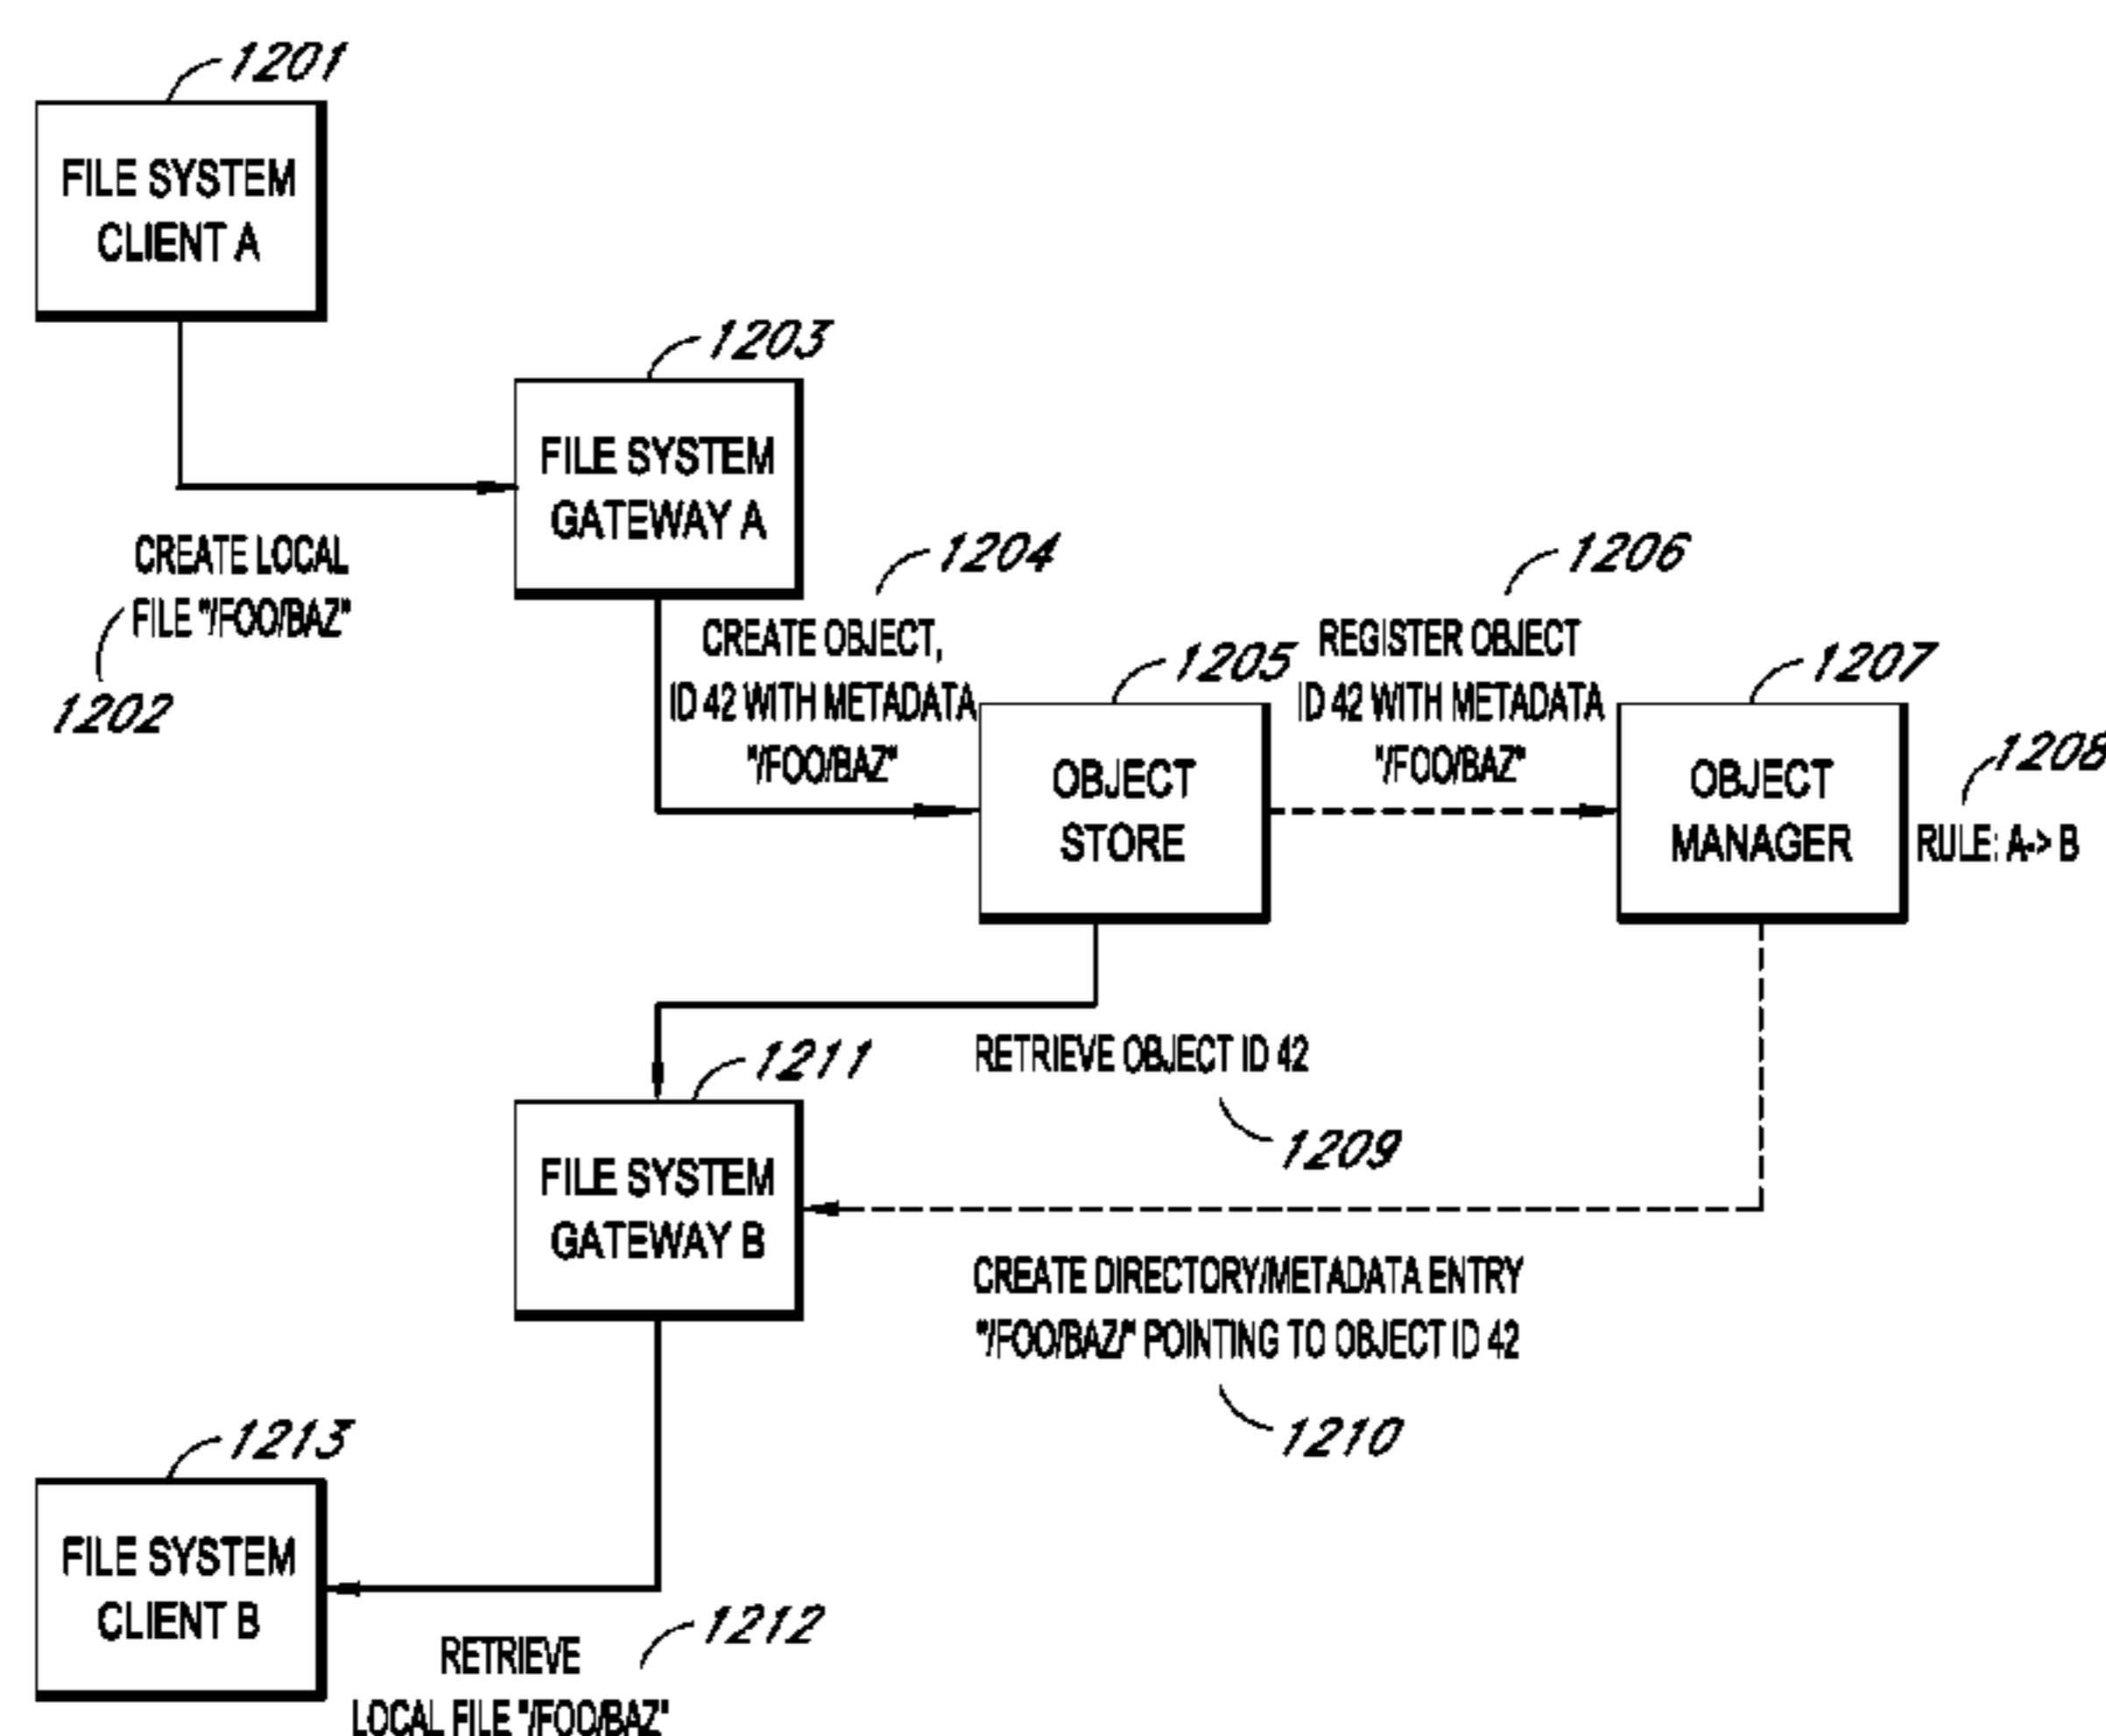 1201
FILE SYSTEM
CLIENT A
1203
FILE SYSTEM
GATEWAY A
CREATE LOCAL
FILE "/FOO/BAZ"
1202
1204
CREATE OBJECT,
ID 42 WITH METADATA
"/FOO/BAZ"
1205
OBJECT
STORE
1206
REGISTER OBJECT
ID 42 WITH METADATA
"/FOO/BAZ"
1207
OBJECT
MANAGER
1208
RULE: A-> B
RETRIEVE OBJECT ID 42
1209
1211
FILE SYSTEM
GATEWAY B
CREATE DIRECTORY/METADATA ENTRY
"/FOO/BAZ/" POINTING TO OBJECT ID 42
1210
1213
FILE SYSTEM
CLIENT B
1212
RETRIEVE
LOCAL FILE "/FOO/BAZ"